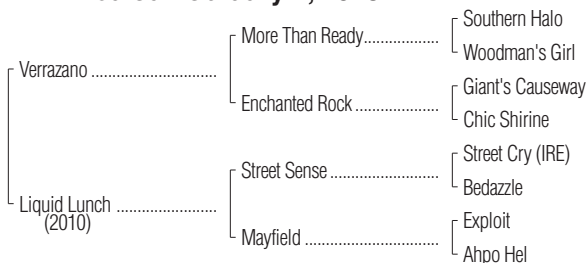 Southern Halo
More Than Ready
Woodman's Girl
Verrazano
Giant's Causeway
Enchanted Rock
Chic Shirine
Street Cry (IRE)
Street Sense
Bedazzle
Liquid Lunch
(2010)
Exploit
Mayfield
Ahpo Hel